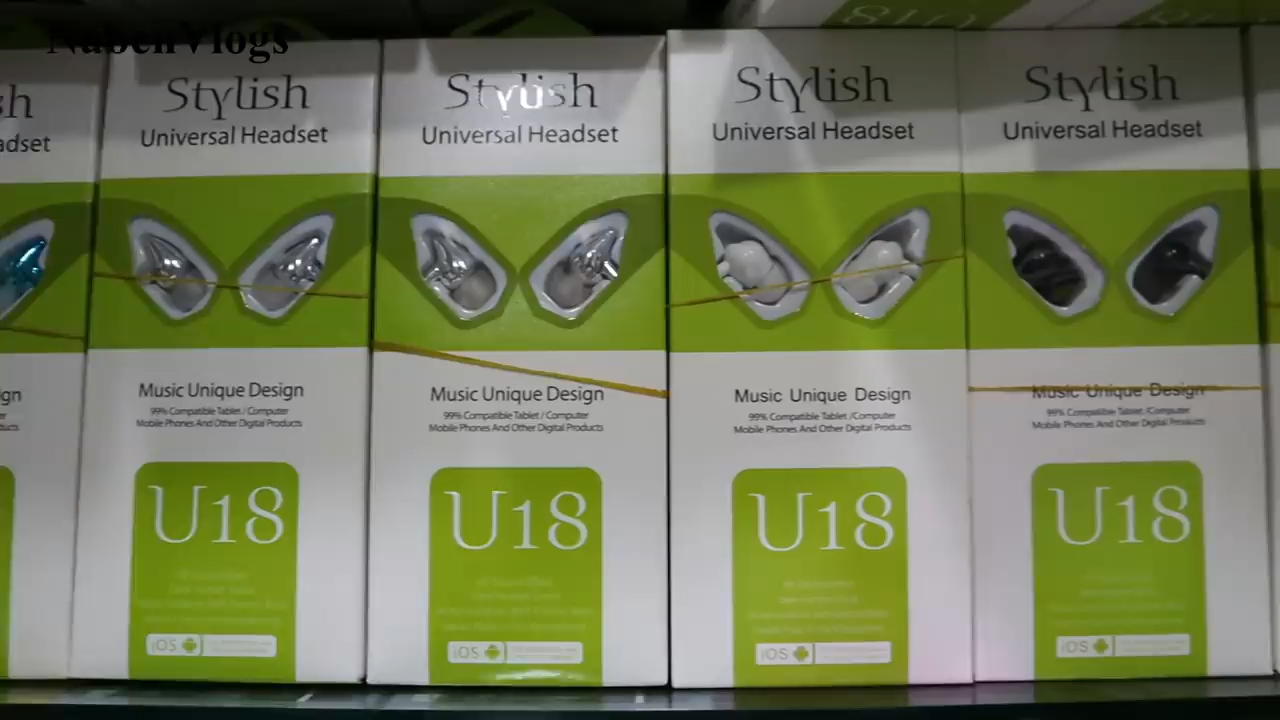 NabenVlogs
sh
adset
gn
Stylish
Universal Headset
Music Unique Design
99% Compatible Tablet / Computer
Mobile Phones And Other Digital Products
U18
iOS
Stylish
Universal Headset
Music Unique Design
99% Compatible Tablet / Computer
Mobile Phones And Other Digital Products
U18
iOS
Stylish
Universal Headset
Music Unique Design
99% Compatible Tablet /Computer
Mobile Phones And Other Digital Products
U18
iOS
Stylish
Universal Headset
Music Unique Design
99% Compatible Tablet /Computer
Mobile Phones And Other Digital Products
U18
iOS